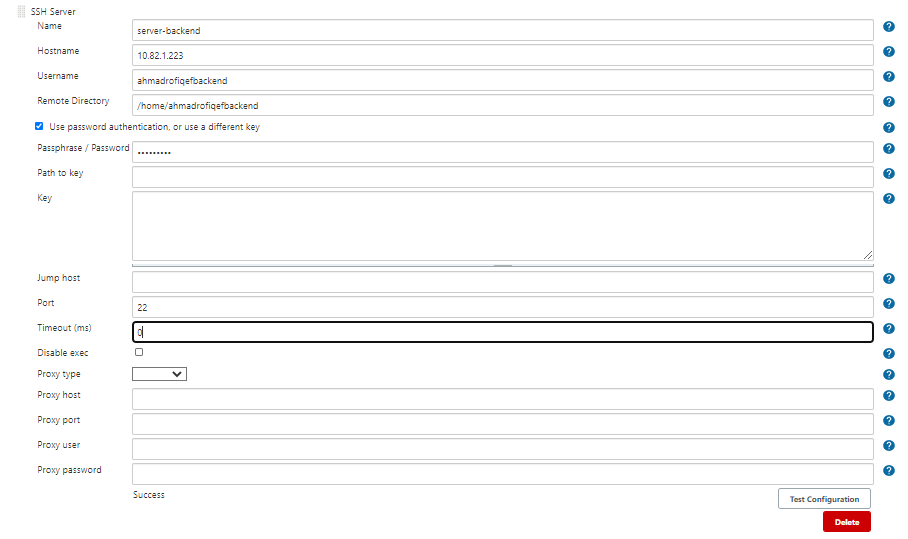 SSH Server
Name
server-backend
Hostname
10.82.1.223
Username
ahmadrofiqefbackend
Remote Directory
/home/ahmadrofiqefbackend
Use password authentication, or use a different key
Passphrase / Password
•••••••••
Path to key
Key
Jump host
Port
22
Timeout (ms)
0
Disable exec
Proxy type
Proxy host
Proxy port
Proxy user
Proxy password
Success
Test Configuration
Delete